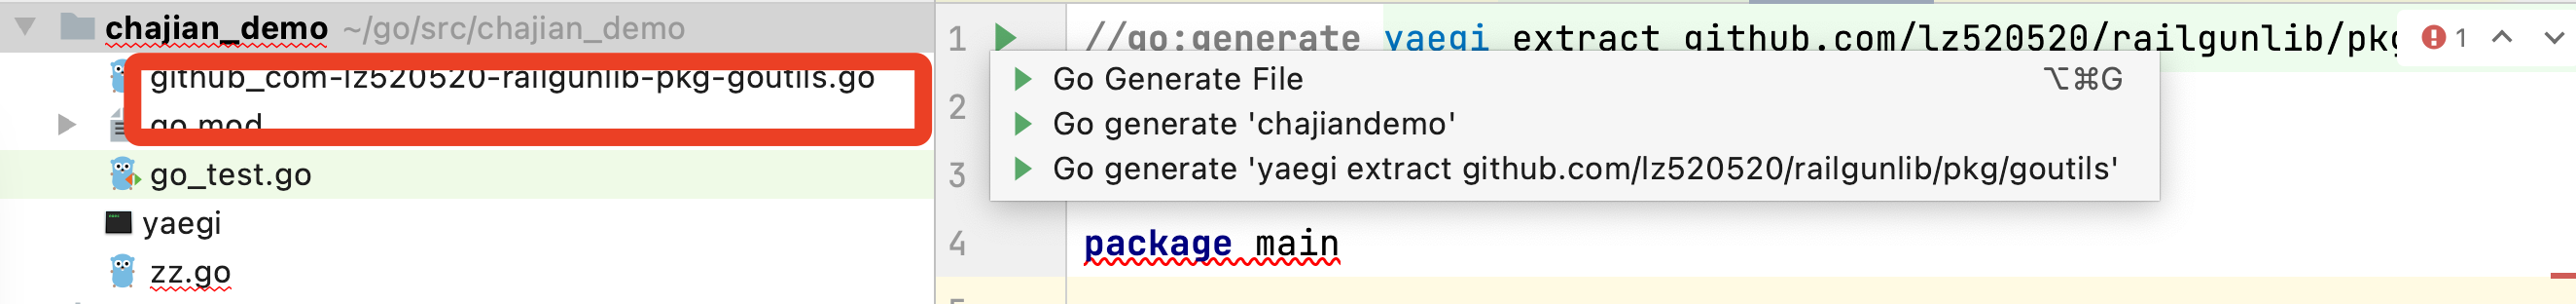 chajian_demo ~/go/src/chajian_demo
github_com-lz520520-railgunlib-pkg-goutils.go
go.mod
go_test.go
yaegi
zz.go
1 //go:generate yaegi extract github.com/lz520520/railgunlib/pkg 1
Go Generate File ⌥⌘G
2 Go generate 'chajiandemo'
3 Go generate 'yaegi extract github.com/lz520520/railgunlib/pkg/goutils'
4 package main
5